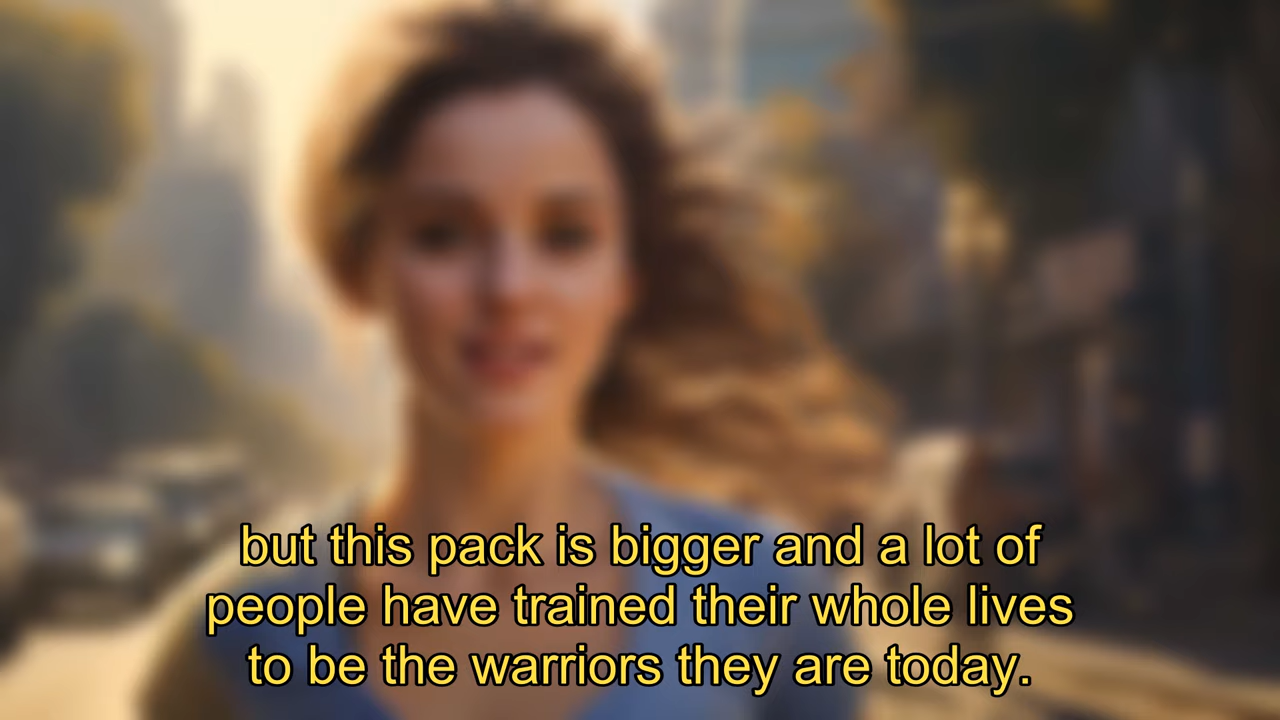 but this pack is bigger and a lot of
people have trained their whole lives
to be the warriors they are today.